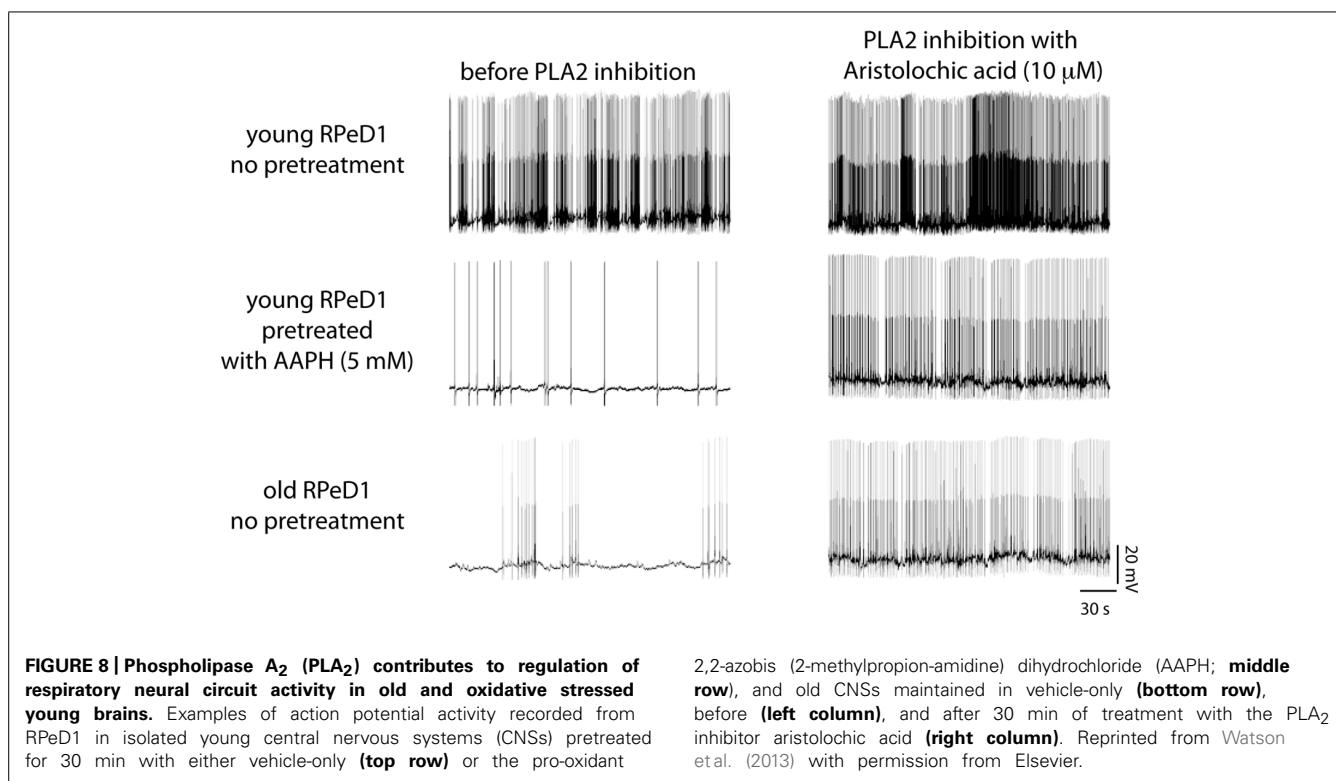 before PLA2 inhibition
PLA2 inhibition with
Aristolochic acid (10 μM)
young RPeD1
no pretreatment
young RPeD1
pretreated
with AAPH (5 mM)
old RPeD1
no pretreatment
20 mV
30 s
FIGURE 8 | Phospholipase A2 (PLA2) contributes to regulation of
respiratory neural circuit activity in old and oxidative stressed
young brains. Examples of action potential activity recorded from
RPeD1 in isolated young central nervous systems (CNSs) pretreated
for 30 min with either vehicle-only (top row) or the pro-oxidant
2,2-azobis (2-methylpropion-amidine) dihydrochloride (AAPH; middle
row), and old CNSs maintained in vehicle-only (bottom row),
before (left column), and after 30 min of treatment with the PLA2
inhibitor aristolochic acid (right column). Reprinted from Watson
et al. (2013) with permission from Elsevier.